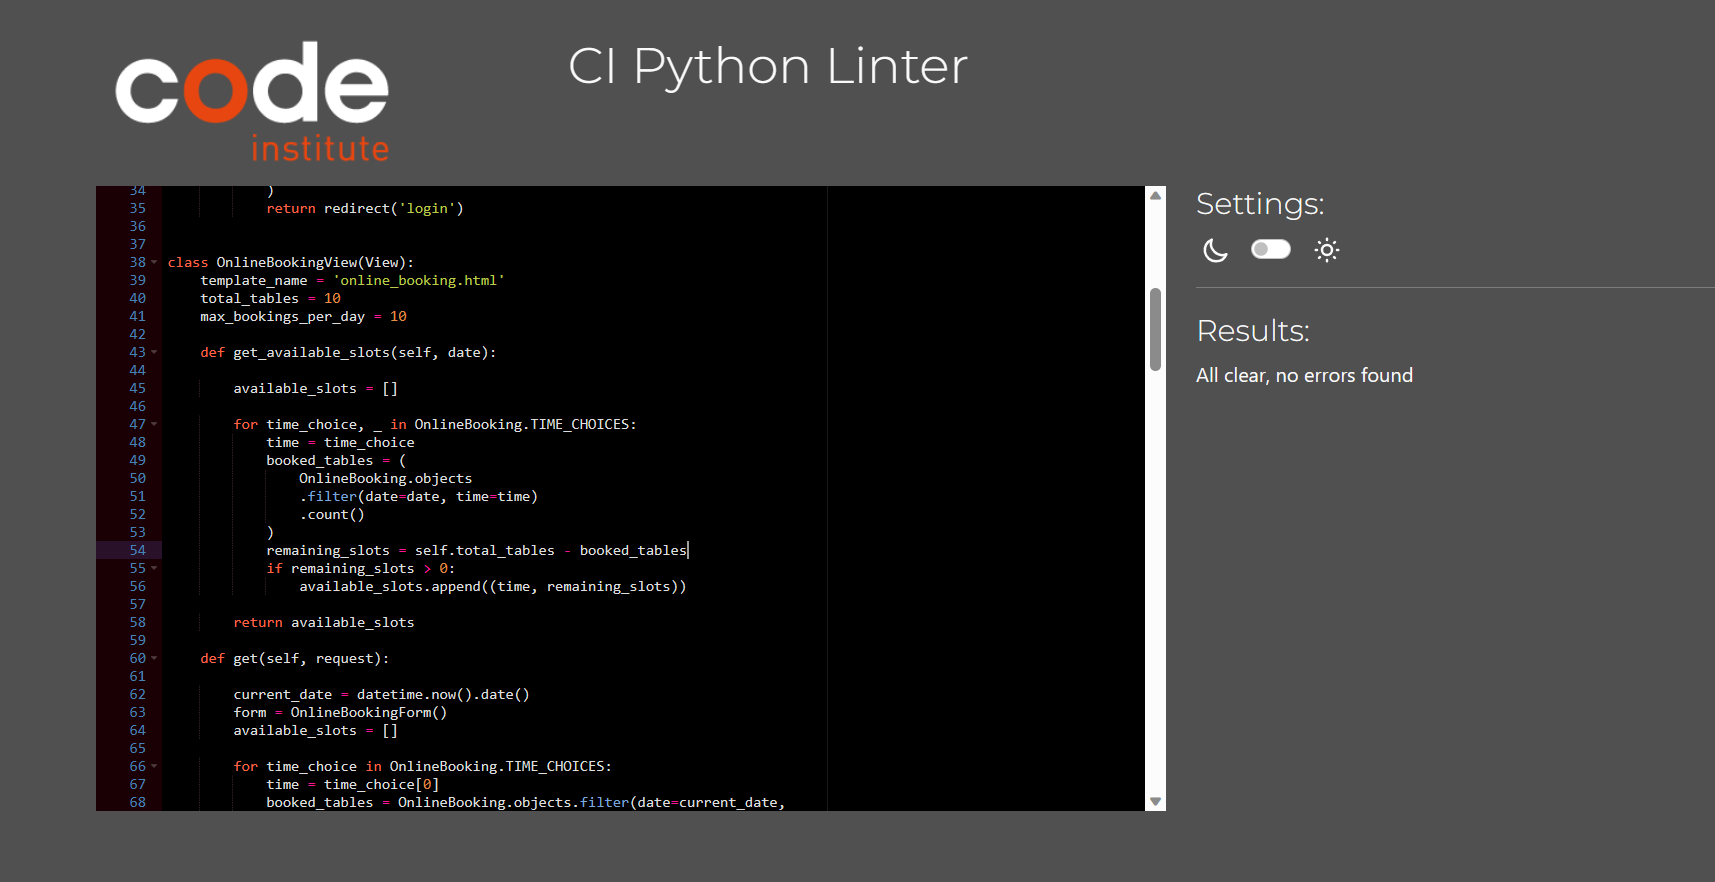 code
institute
CI Python Linter
34 )
35 return redirect('login')
36
37
38 class OnlineBookingView(View):
39 template_name = 'online_booking.html'
40 total_tables = 10
41 max_bookings_per_day = 10
42
43 def get_available_slots(self, date):
44
45 available_slots = []
46
47 for time_choice, _ in OnlineBooking.TIME_CHOICES:
48 time = time_choice
49 booked_tables = (
50 OnlineBooking.objects
51 .filter(date=date, time=time)
52 .count()
53 )
54 remaining_slots = self.total_tables - booked_tables
55 if remaining_slots > 0:
56 available_slots.append((time, remaining_slots))
57
58 return available_slots
59
60 def get(self, request):
61
62 current_date = datetime.now().date()
63 form = OnlineBookingForm()
64 available_slots = []
65
66 for time_choice in OnlineBooking.TIME_CHOICES:
67 time = time_choice[0]
68 booked_tables = OnlineBooking.objects.filter(date=current_date,
Settings:
Results:
All clear, no errors found